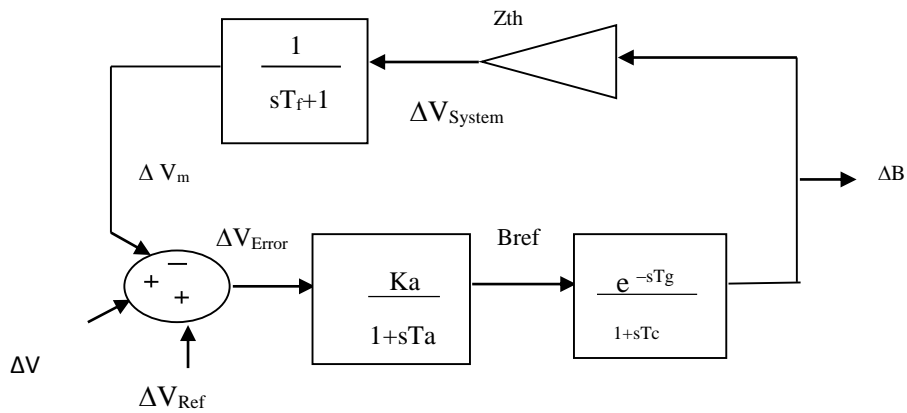 Zth
1
sTf+1
ΔVSystem
Δ Vm
ΔB
ΔVError
Bref
+
−
+
Ka
1+sTa
e –sTg
1+sTc
ΔV
ΔVRef